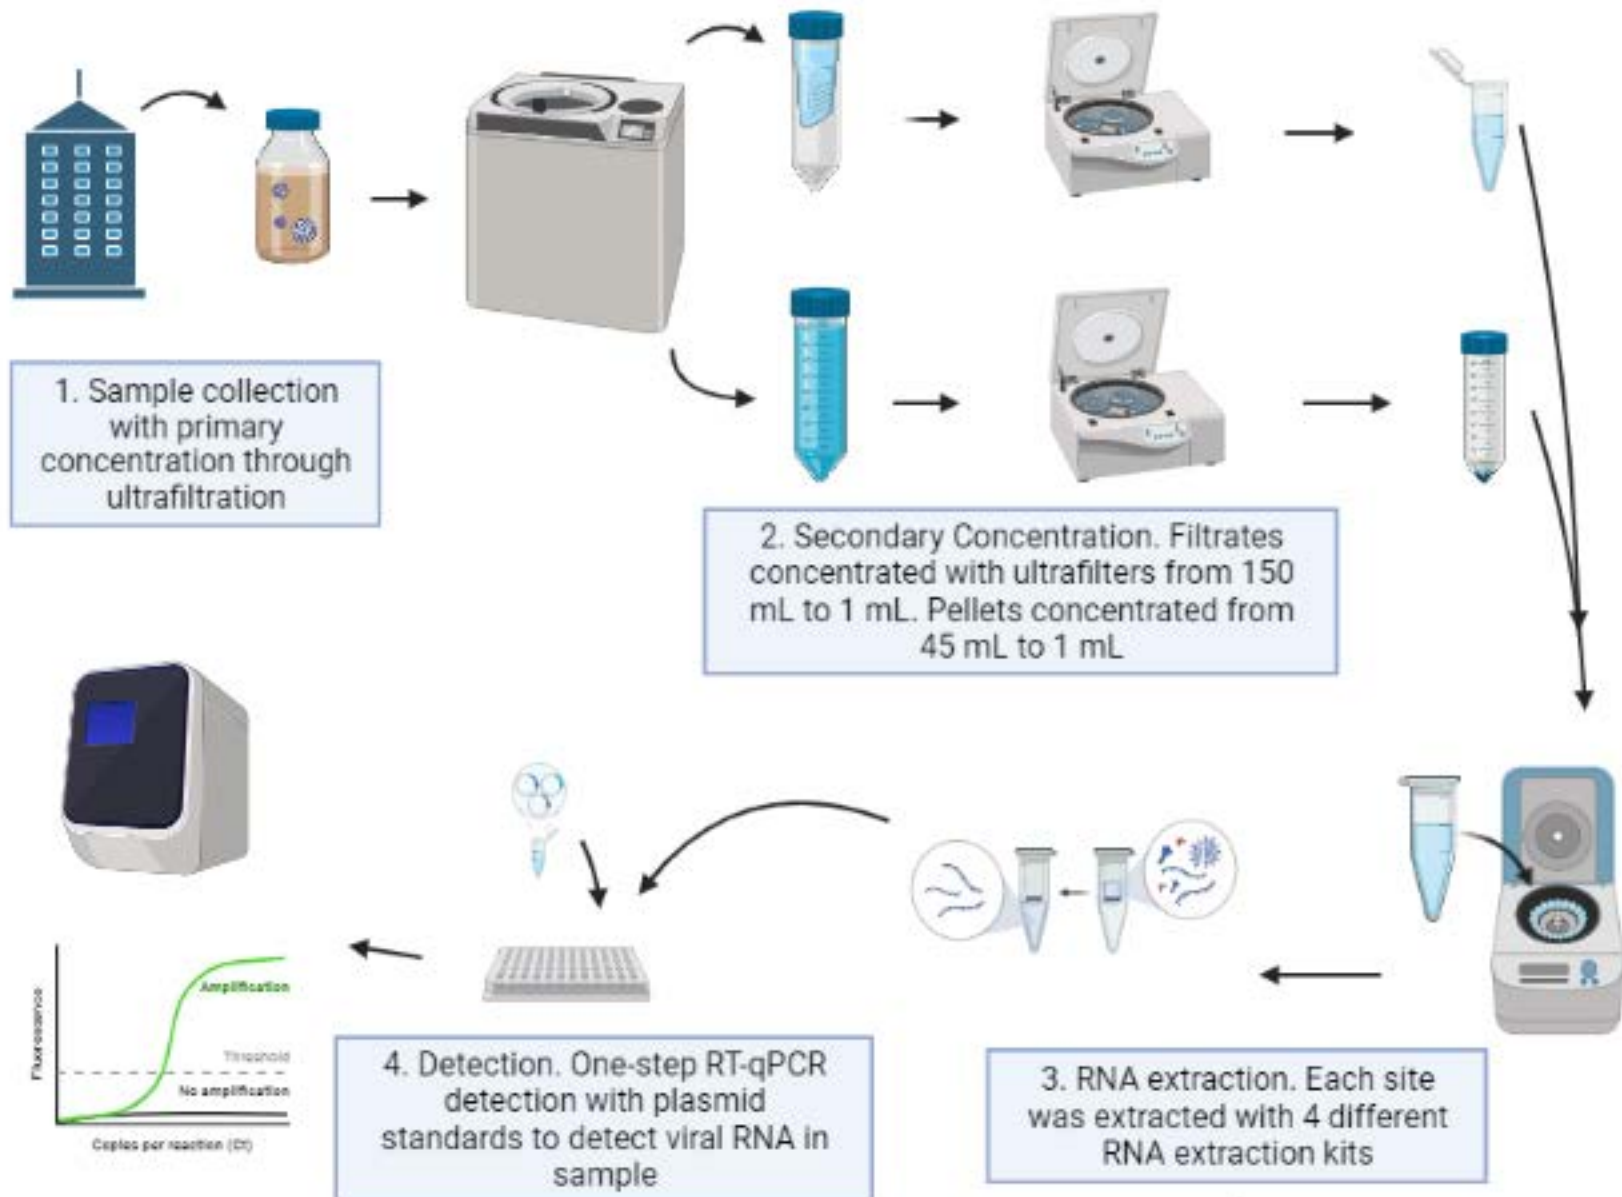 1. Sample collection
with primary
concentration through
ultrafiltration
2. Secondary Concentration. Filtrates
concentrated with ultrafilters from 150
mL to 1 mL. Pellets concentrated from
45 mL to 1 mL
3. RNA extraction. Each site
was extracted with 4 different
RNA extraction kits
4. Detection. One-step RT-qPCR
detection with plasmid
standards to detect viral RNA in
sample
Fluorescence
Amplification
Threshold
No amplification
Copies per reaction (Ct)